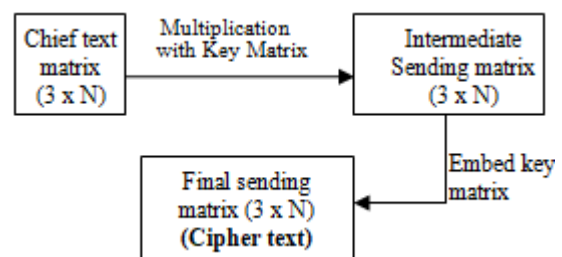 Chief text
matrix
(3 x N)
Multiplication
with Key Matrix
Intermediate
Sending matrix
(3 x N)
Embed key
matrix
Final sending
matrix (3 x N)
(Cipher text)